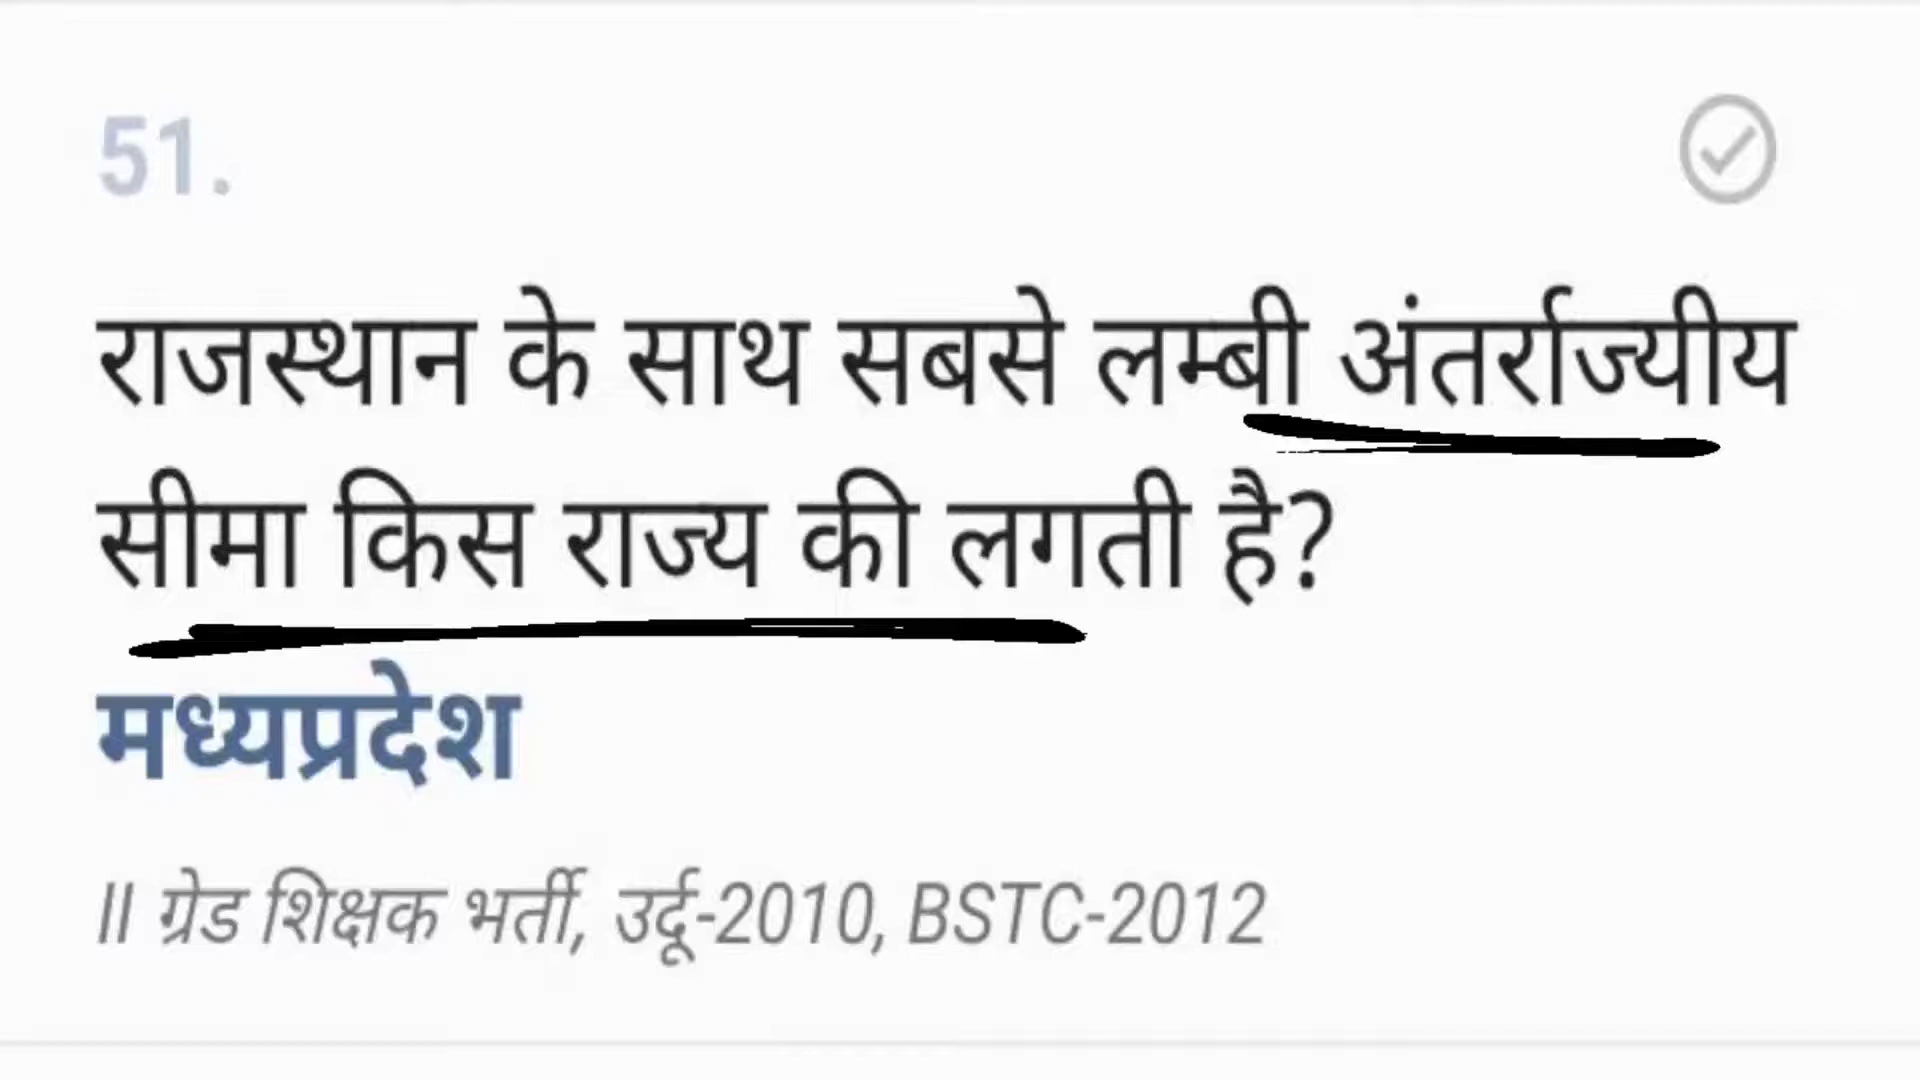 51.
राजस्थान के साथ सबसे लम्बी अंतर्राज्यीय
सीमा किस राज्य की लगती है?
मध्यप्रदेश
II ग्रेड शिक्षक भर्ती, उर्दू-2010, BSTC-2012